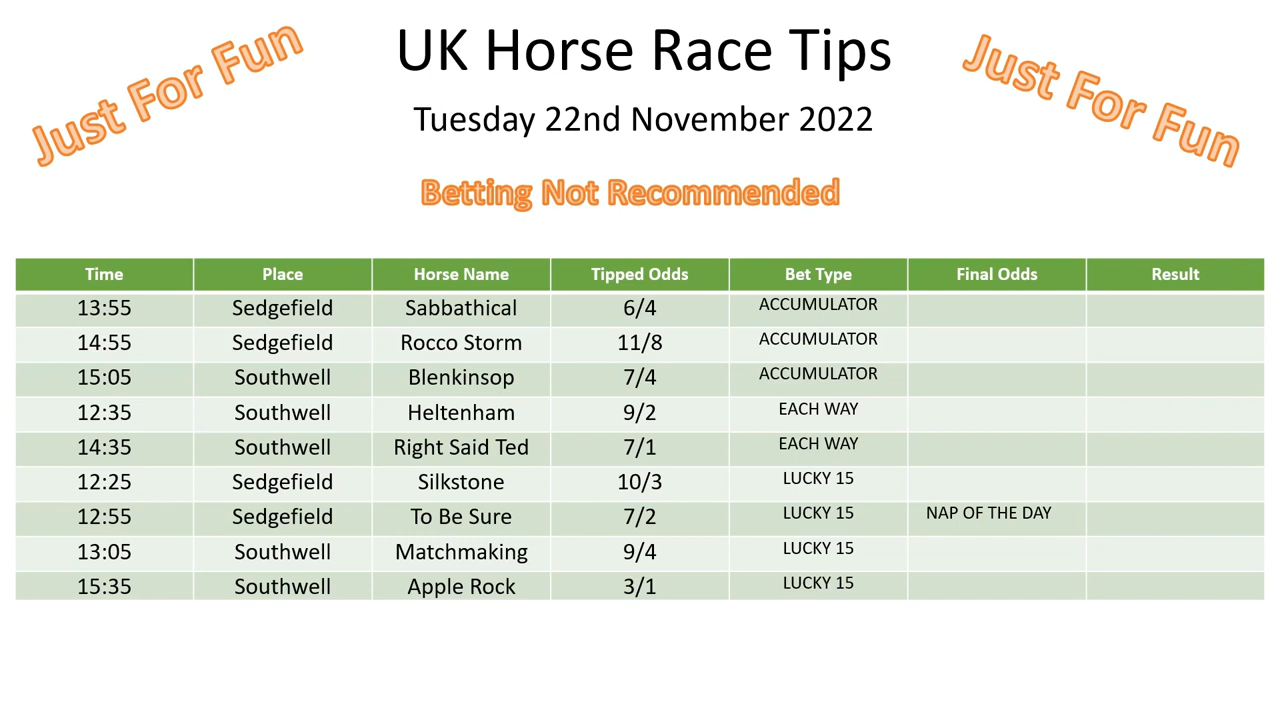 Just For Fun
UK Horse Race Tips
Just For Fun
Tuesday 22nd November 2022
Betting Not Recommended
Time Place Horse Name Tipped Odds Bet Type Final Odds Result
13:55 Sedgefield Sabbathical 6/4 ACCUMULATOR
14:55 Sedgefield Rocco Storm 11/8 ACCUMULATOR
15:05 Southwell Blenkinsop 7/4 ACCUMULATOR
12:35 Southwell Heltenham 9/2 EACH WAY
14:35 Southwell Right Said Ted 7/1 EACH WAY
12:25 Sedgefield Silkstone 10/3 LUCKY 15
12:55 Sedgefield To Be Sure 7/2 LUCKY 15 NAP OF THE DAY
13:05 Southwell Matchmaking 9/4 LUCKY 15
15:35 Southwell Apple Rock 3/1 LUCKY 15